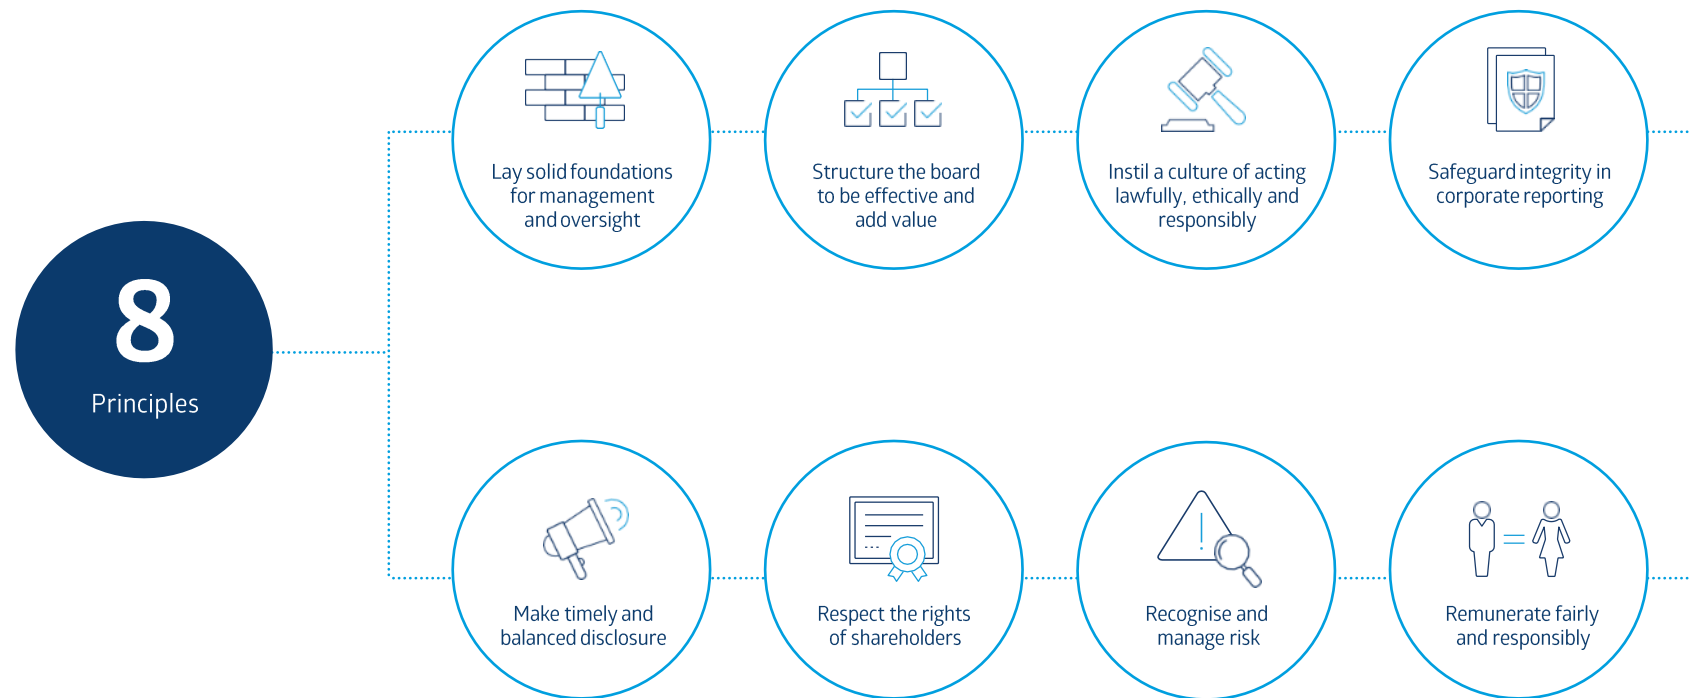 8
Principles
Lay solid foundations
for management
and oversight
Structure the board
to be effective and
add value
Instil a culture of acting
lawfully, ethically and
responsibly
Safeguard integrity in
corporate reporting
Make timely and
balanced disclosure
Respect the rights
of shareholders
Recognise and
manage risk
Remunerate fairly
and responsibly